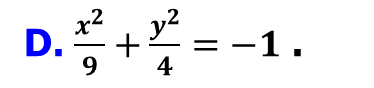 D. x²/9 + y²/4 = −1 .